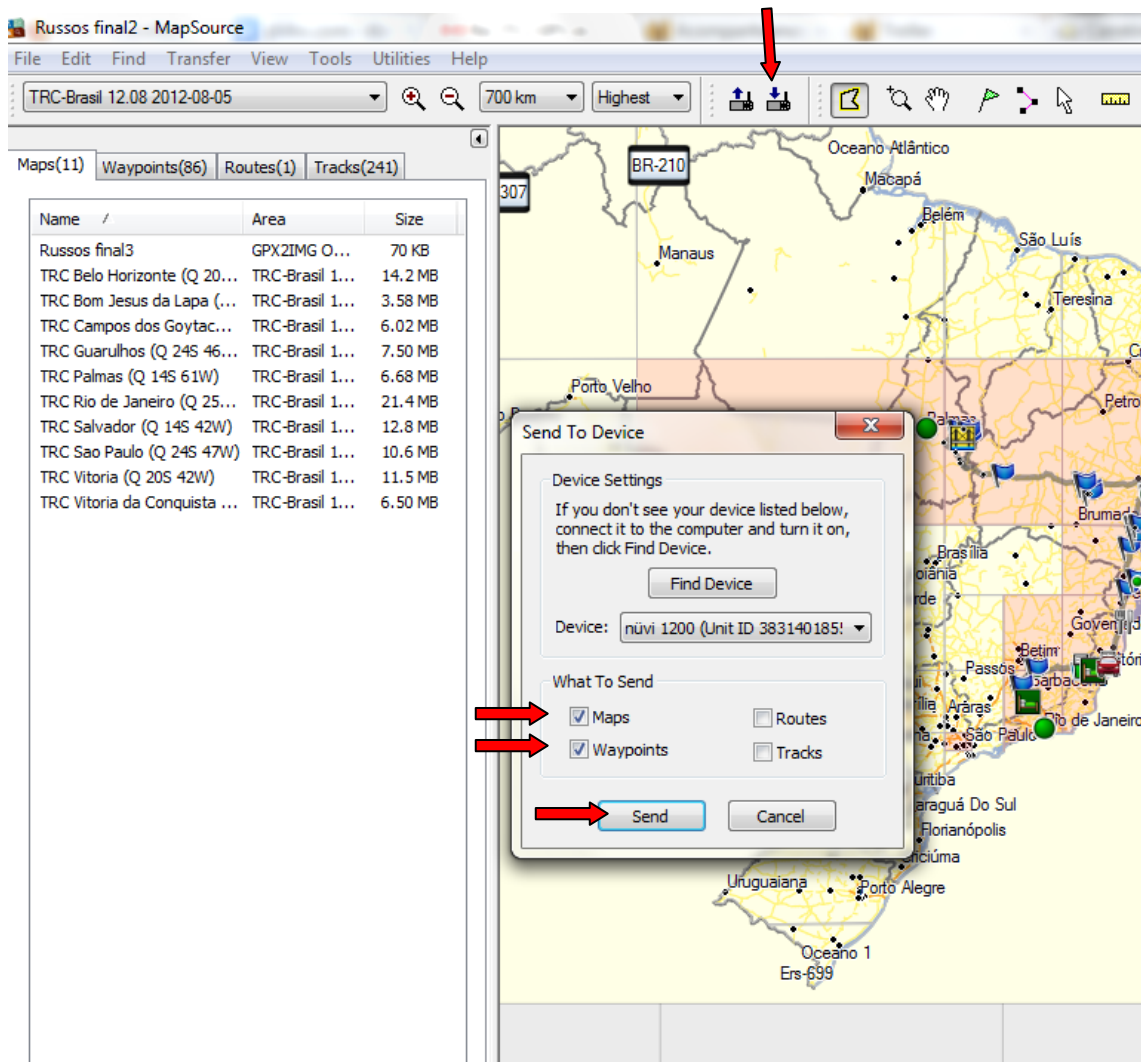 Russos final2 - MapSource
File Edit Find Transfer View Tools Utilities Help
TRC-Brasil 12.08 2012-08-05
700 km
Highest
Maps(11)
Waypoints(86)
Routes(1)
Tracks(241)
Name / Area Size
Russos final3 GPX2IMG O... 70 KB
TRC Belo Horizonte (Q 20... TRC-Brasil 1... 14.2 MB
TRC Bom Jesus da Lapa (... TRC-Brasil 1... 3.58 MB
TRC Campos dos Goytac... TRC-Brasil 1... 6.02 MB
TRC Guarulhos (Q 24S 46... TRC-Brasil 1... 7.50 MB
TRC Palmas (Q 14S 61W) TRC-Brasil 1... 6.68 MB
TRC Rio de Janeiro (Q 25... TRC-Brasil 1... 21.4 MB
TRC Salvador (Q 14S 42W) TRC-Brasil 1... 12.8 MB
TRC Sao Paulo (Q 24S 47W) TRC-Brasil 1... 10.6 MB
TRC Vitoria (Q 20S 42W) TRC-Brasil 1... 11.5 MB
TRC Vitoria da Conquista ... TRC-Brasil 1... 6.50 MB
Oceano Atlântico
BR-210
Macapá
307
Belém
São Luís
Manaus
Teresina
Porto Velho
Petro
Palmas
Send To Device
Device Settings
If you don't see your device listed below,
connect it to the computer and turn it on,
then click Find Device.
Find Device
Device: nüvi 1200 (Unit ID 383140185!
What To Send
Maps
Routes
Waypoints
Tracks
Send
Cancel
Brumad
Brasília
oiânia
rde
Govern
Betim
Passos
Araras
Rio de Janeiro
São Paulo
uritiba
araguá Do Sul
Florianópolis
riciúma
Uruguaiana
Porto Alegre
Oceano 1
Ers-699